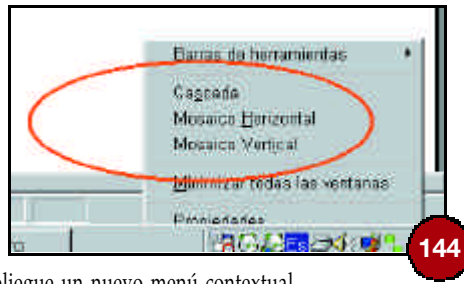 Barras de herramientas
Cascada
Mosaico Horizontal
Mosaico Vertical
Minimizar todas las ventanas
Propiedades
Es
144
pliegue un nuevo menú contextual